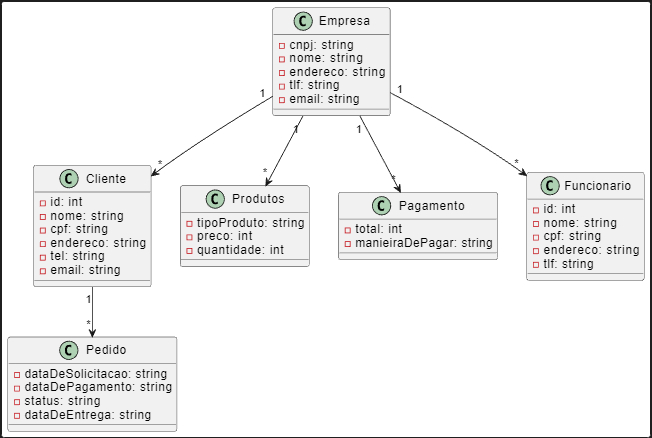 C Empresa
cnpj: string
nome: string
endereco: string
tlf: string
email: string
1
1
1
1
*
*
*
*
C Cliente
id: int
nome: string
cpf: string
endereco: string
tel: string
email: string
C Produtos
tipoProduto: string
preco: int
quantidade: int
C Pagamento
total: int
manieiraDePagar: string
C Funcionario
id: int
nome: string
cpf: string
endereco: string
tlf: string
1
*
C Pedido
dataDeSolicitacao: string
dataDePagamento: string
status: string
dataDeEntrega: string